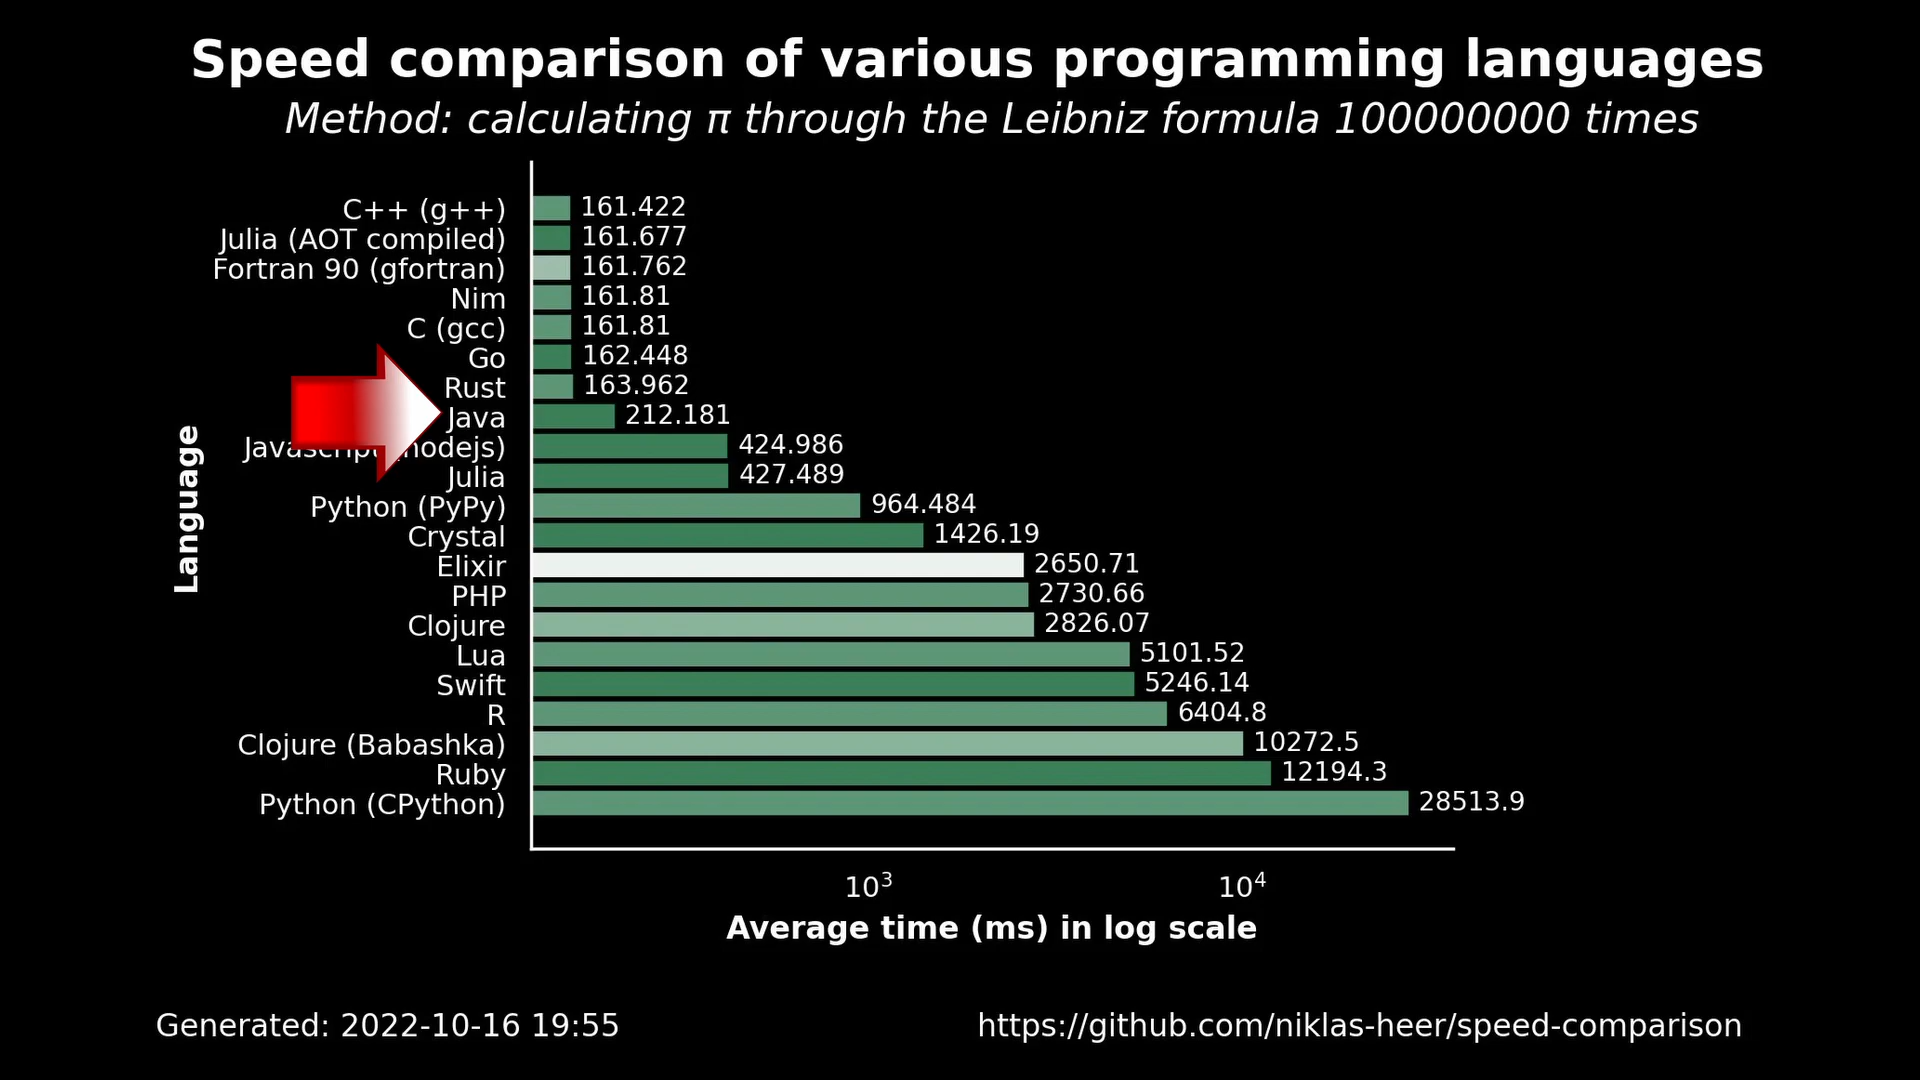 Speed comparison of various programming languages
Method: calculating π through the Leibniz formula 100000000 times
Language
C++ (g++) 161.422
Julia (AOT compiled) 161.677
Fortran 90 (gfortran) 161.762
Nim 161.81
C (gcc) 161.81
Go 162.448
Rust 163.962
Java 212.181
Javascript (nodejs) 424.986
Julia 427.489
Python (PyPy) 964.484
Crystal 1426.19
Elixir 2650.71
PHP 2730.66
Clojure 2826.07
Lua 5101.52
Swift 5246.14
R 6404.8
Clojure (Babashka) 10272.5
Ruby 12194.3
Python (CPython) 28513.9
10³ 10⁴
Average time (ms) in log scale
Generated: 2022-10-16 19:55
https://github.com/niklas-heer/speed-comparison